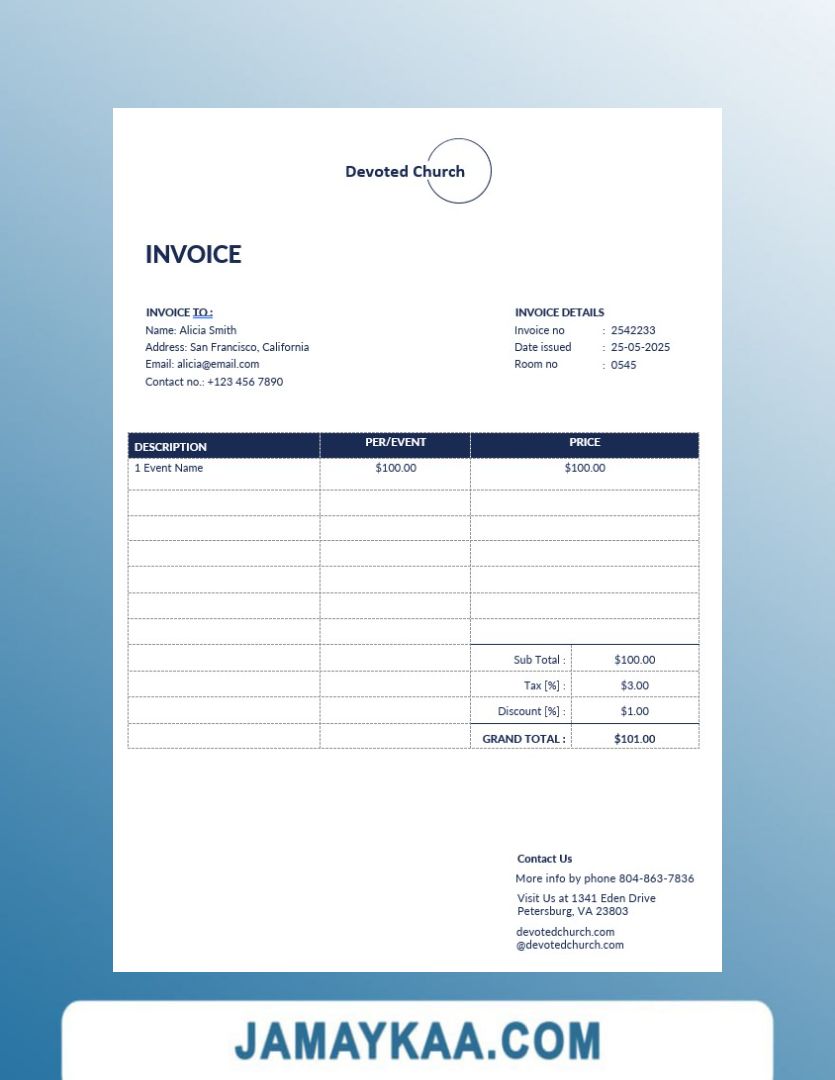 Devoted Church
INVOICE
INVOICE TO :
Name: Alicia Smith
Address: San Francisco, California
Email: alicia@email.com
Contact no.: +123 456 7890
INVOICE DETAILS
Invoice no : 2542233
Date issued : 25-05-2025
Room no : 0545
DESCRIPTION PER/EVENT PRICE
1 Event Name $100.00 $100.00
Sub Total : $100.00
Tax [%] : $3.00
Discount [%] : $1.00
GRAND TOTAL : $101.00
Contact Us
More info by phone 804-863-7836
Visit Us at 1341 Eden Drive
Petersburg, VA 23803
devotedchurch.com
@devotedchurch.com
JAMAYKAA.COM